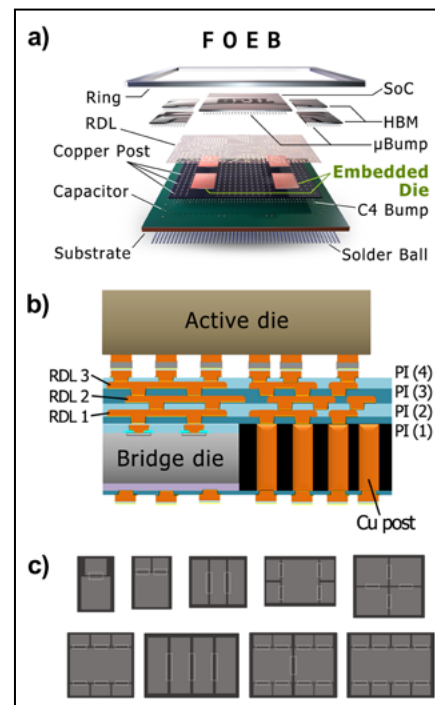 a)
F O E B
Ring
SoC
RDL
HBM
Copper Post
µBump
Embedded
Die
Capacitor
C4 Bump
Substrate
Solder Ball
b)
Active die
RDL 3
PI (4)
RDL 2
PI (3)
RDL 1
PI (2)
PI (1)
Bridge die
Cu post
c)